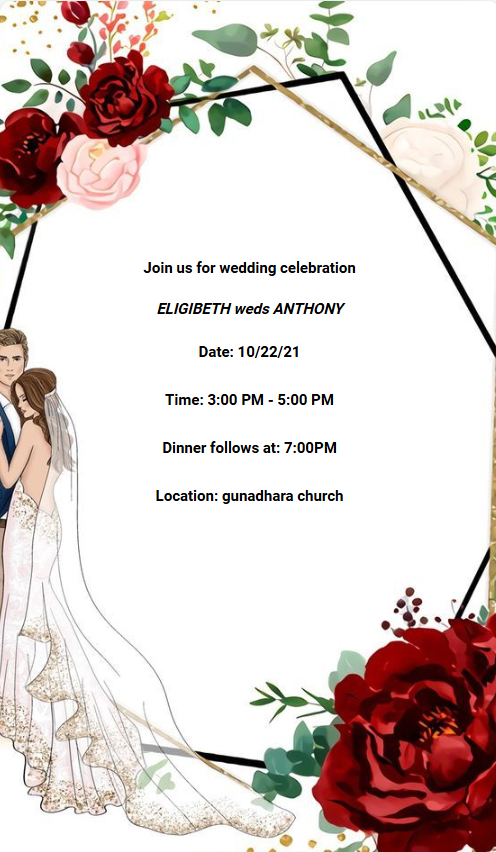 Join us for wedding celebration
ELIGIBETH weds ANTHONY
Date: 10/22/21
Time: 3:00 PM - 5:00 PM
Dinner follows at: 7:00PM
Location: gunadhara church